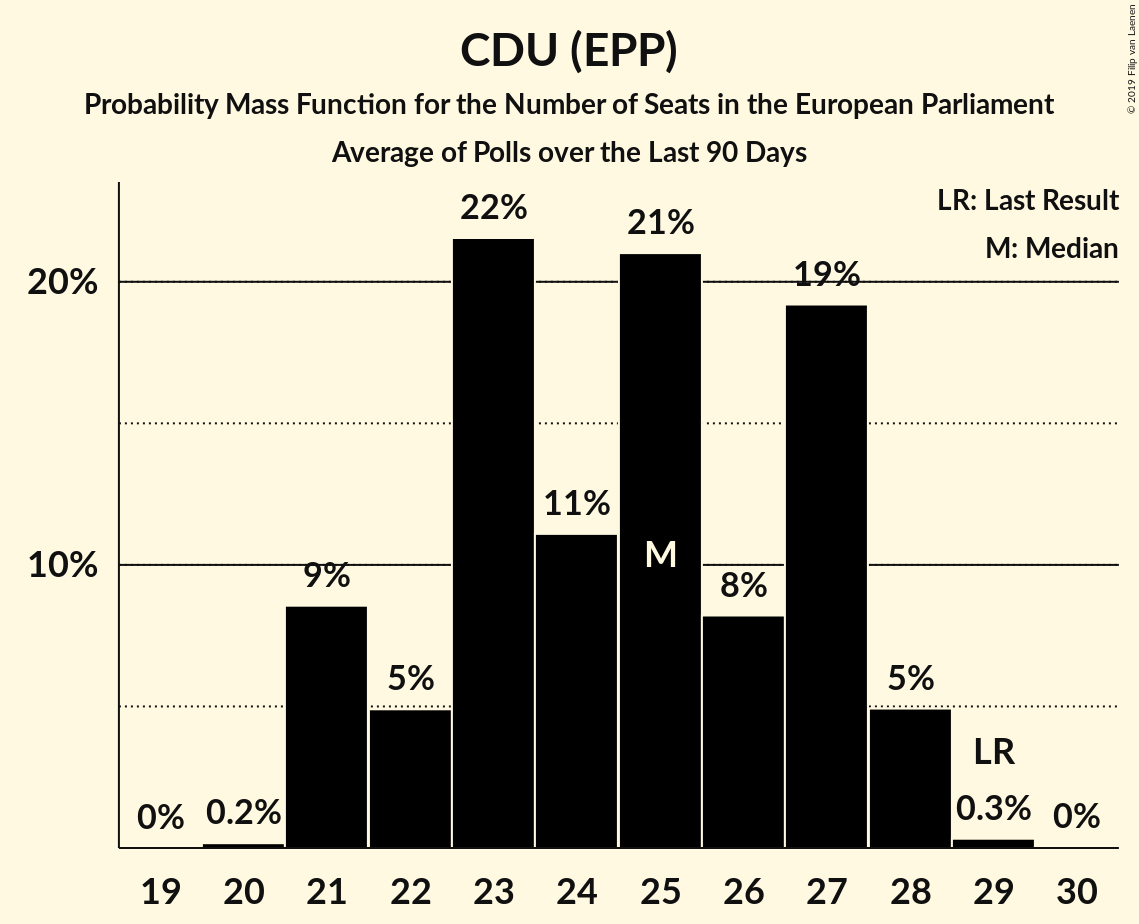 CDU (EPP)
Probability Mass Function for the Number of Seats in the European Parliament
Average of Polls over the Last 90 Days
© 2019 Filip van Laenen
LR: Last Result
M: Median
20%
10%
0%
0.2%
9%
5%
22%
11%
21%
M
8%
19%
5%
LR
0.3%
0%
19 20 21 22 23 24 25 26 27 28 29 30